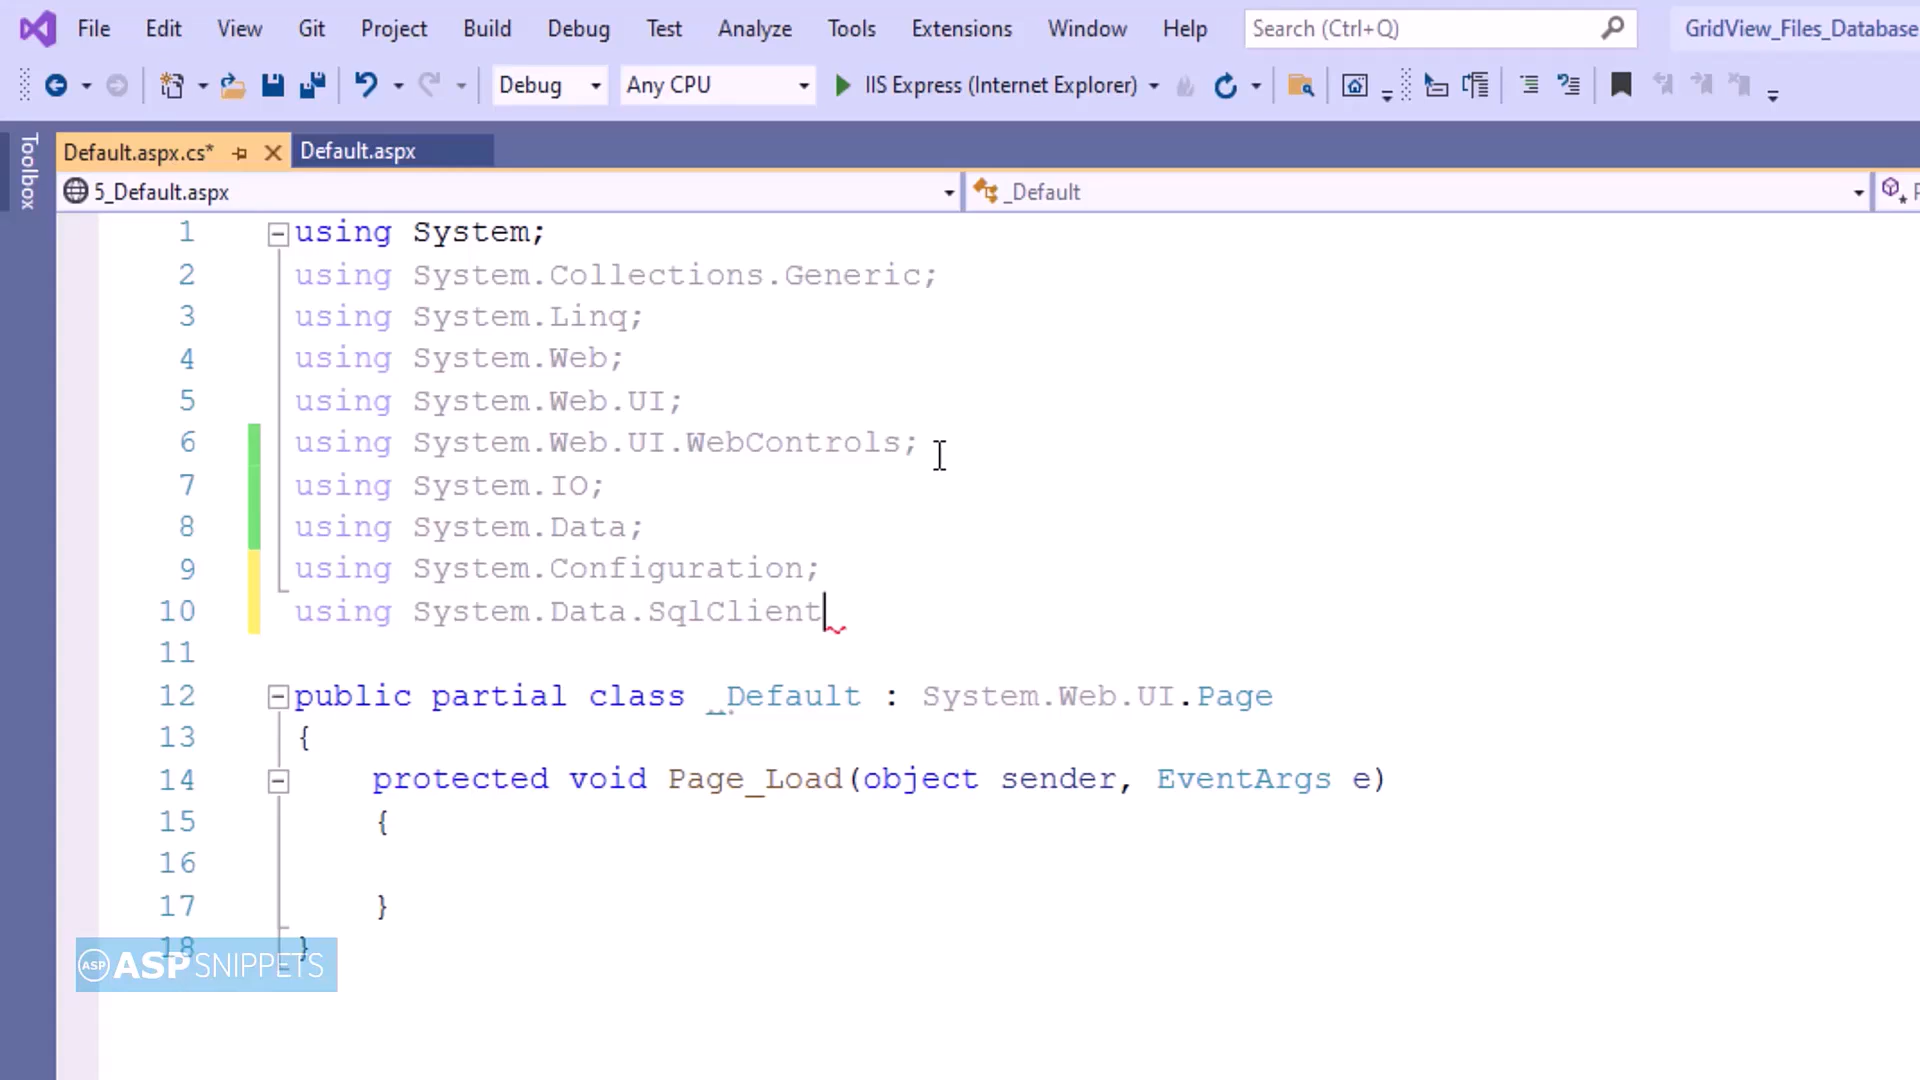 File Edit View Git Project Build Debug Test Analyze Tools Extensions Window Help Search (Ctrl+Q) GridView_Files_Database
Debug Any CPU IIS Express (Internet Explorer)
Toolbox
Default.aspx.cs* Default.aspx
5_Default.aspx _Default
1 using System;
2 using System.Collections.Generic;
3 using System.Linq;
4 using System.Web;
5 using System.Web.UI;
6 using System.Web.UI.WebControls;
7 using System.IO;
8 using System.Data;
9 using System.Configuration;
10 using System.Data.SqlClient
11
12 public partial class _Default : System.Web.UI.Page
13 {
14 protected void Page_Load(object sender, EventArgs e)
15 {
16
17 }
18 }
ASP ASPSNIPPETS